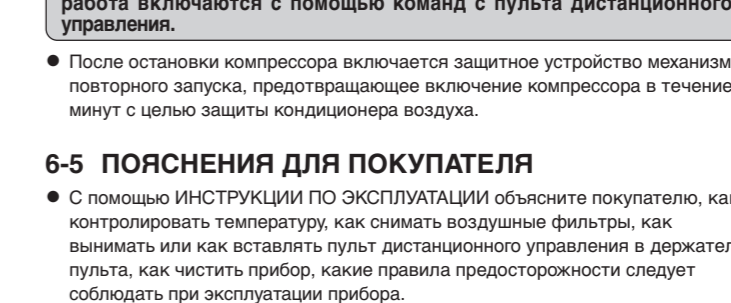 работа включаются с помощью команд с пульта дистанционного
управления.
● После остановки компрессора включается защитное устройство механизм
повторного запуска, предотвращающее включение компрессора в течение
минут с целью защиты кондиционера воздуха.
6-5 ПОЯСНЕНИЯ ДЛЯ ПОКУПАТЕЛЯ
● С помощью ИНСТРУКЦИИ ПО ЭКСПЛУАТАЦИИ объясните покупателю, как
контролировать температуру, как снимать воздушные фильтры, как
вынимать или как вставлять пульт дистанционного управления в держател
пульта, как чистить прибор, какие правила предосторожности следует
соблюдать при эксплуатации прибора.